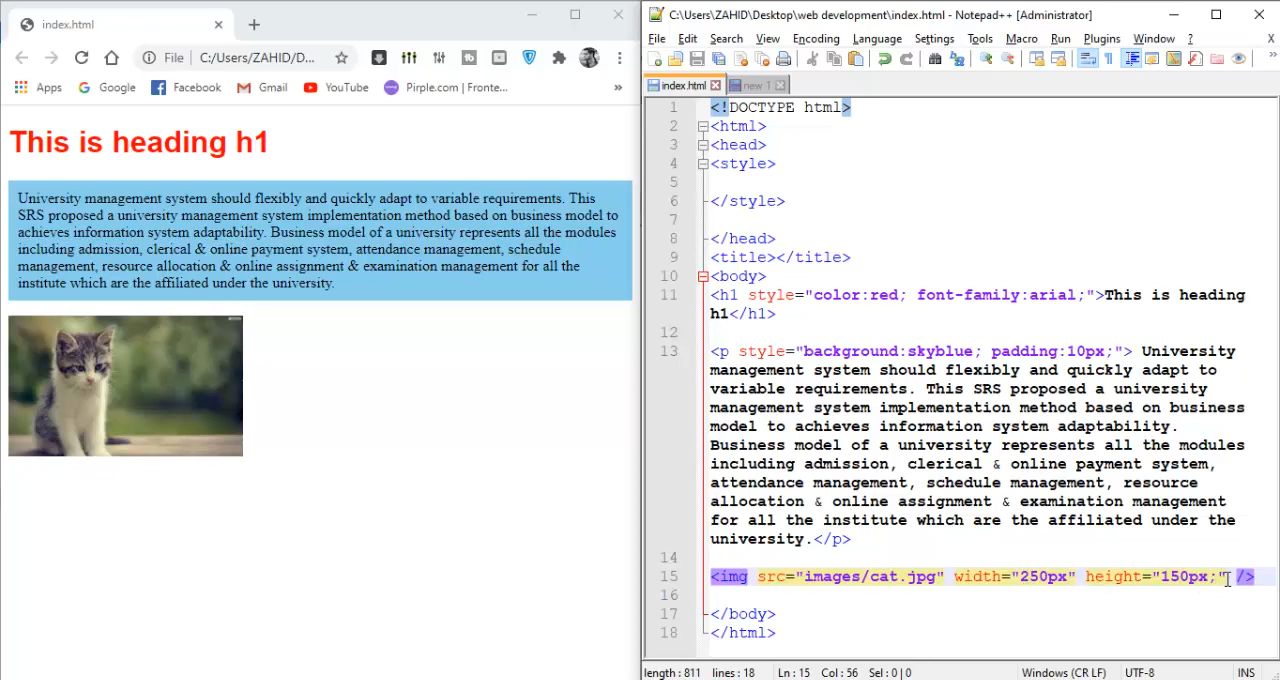 index.html
File
C:/Users/ZAHID/D...
Apps
Google
Facebook
Gmail
YouTube
Pirple.com | Fronte...
»
This is heading h1
University management system should flexibly and quickly adapt to variable requirements. This
SRS proposed a university management system implementation method based on business model to
achieves information system adaptability. Business model of a university represents all the modules
including admission, clerical & online payment system, attendance management, schedule
management, resource allocation & online assignment & examination management for all the
institute which are the affiliated under the university.
C:\Users\ZAHID\Desktop\web development\index.html - Notepad++ [Administrator]
File Edit Search View Encoding Language Settings Tools Macro Run Plugins Window ? X
»
index.html new 1
1 <!DOCTYPE html>
2 <html>
3 <head>
4 <style>
5
6 </style>
7
8 </head>
9 <title></title>
10 <body>
11 <h1 style="color:red; font-family:arial;">This is heading
h1</h1>
12
13 <p style="background:skyblue; padding:10px;"> University
management system should flexibly and quickly adapt to
variable requirements. This SRS proposed a university
management system implementation method based on business
model to achieves information system adaptability.
Business model of a university represents all the modules
including admission, clerical & online payment system,
attendance management, schedule management, resource
allocation & online assignment & examination management
for all the institute which are the affiliated under the
university.</p>
14
15 <img src="images/cat.jpg" width="250px" height="150px;" />
16
17 </body>
18 </html>
length : 811 lines : 18 Ln : 15 Col : 56 Sel : 0 | 0 Windows (CR LF) UTF-8 INS